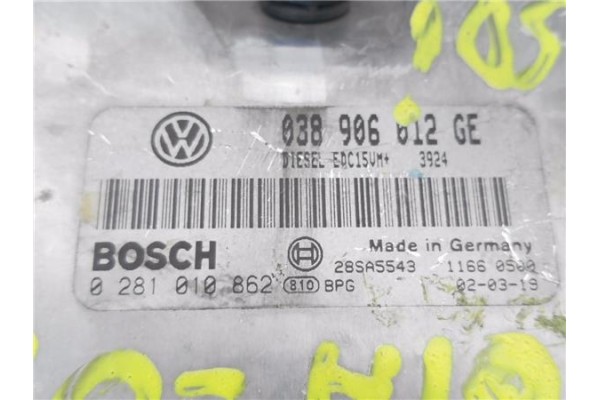 103
038 906 012 GE
DIESEL EDC15VM+ 3924
BOSCH
Made in Germany
28SA5543 1166 0500
0 281 010 862 810 BPG 02-03-19